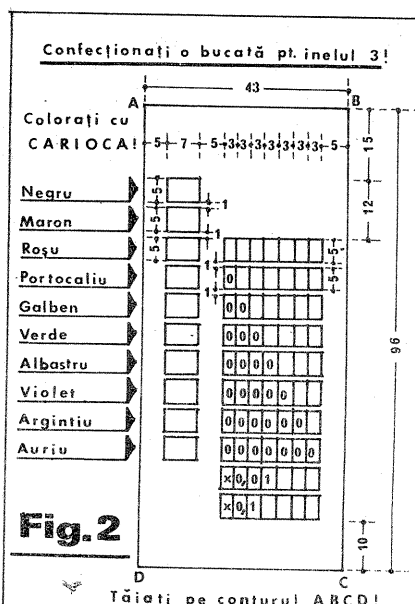 Confecționați o bucată pt. inelul 3!
43
A B
Colorați cu
CARIOCA!
5 7 5 3 3 3 3 3 3 3 5
15
12
Negru 5 1
Maron 5 1
Roșu 5 5
Portocaliu 0 1 5
Galben 0 0
Verde 0 0 0
Albastru 0 0 0 0
96
Violet 0 0 0 0 0
Argintiu 0 0 0 0 0 0
Auriu 0 0 0 0 0 0 0
x 0, 0 1
x 0, 1
10
Fig.2
D C
Tăiați pe conturul ABCD!